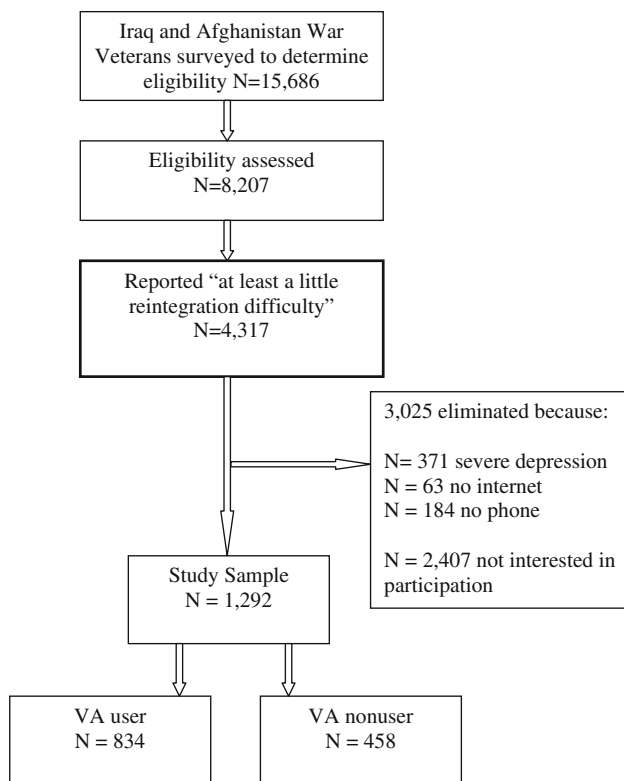 Iraq and Afghanistan War
Veterans surveyed to determine
eligibility N=15,686
Eligibility assessed
N=8,207
Reported “at least a little
reintegration difficulty”
N=4,317
3,025 eliminated because:
N= 371 severe depression
N = 63 no internet
N = 184 no phone
N = 2,407 not interested in
participation
Study Sample
N = 1,292
VA user
N = 834
VA nonuser
N = 458